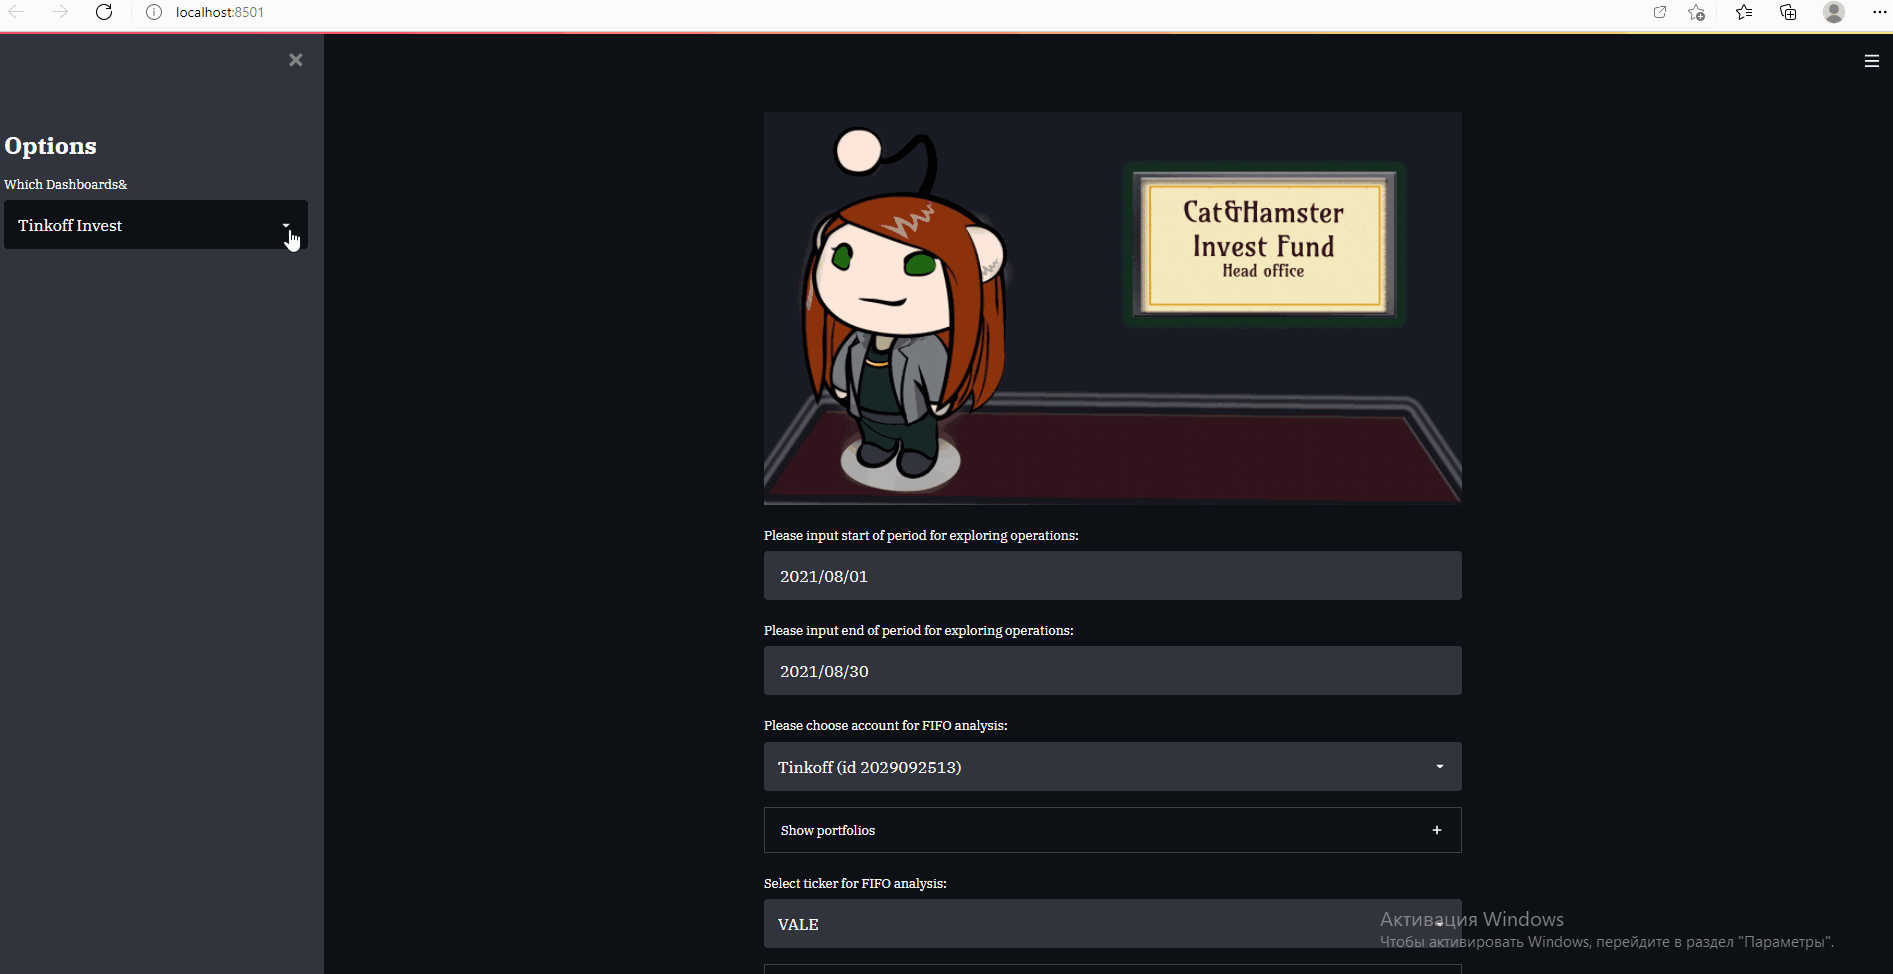 localhost:8501
Options
Which Dashboards&
Tinkoff Invest
Cat&Hamster
Invest Fund
Head office
Please input start of period for exploring operations:
2021/08/01
Please input end of period for exploring operations:
2021/08/30
Please choose account for FIFO analysis:
Tinkoff (id 2029092513)
Show portfolios
Select ticker for FIFO analysis:
VALE
Активация Windows
Чтобы активировать Windows, перейдите в раздел "Параметры".